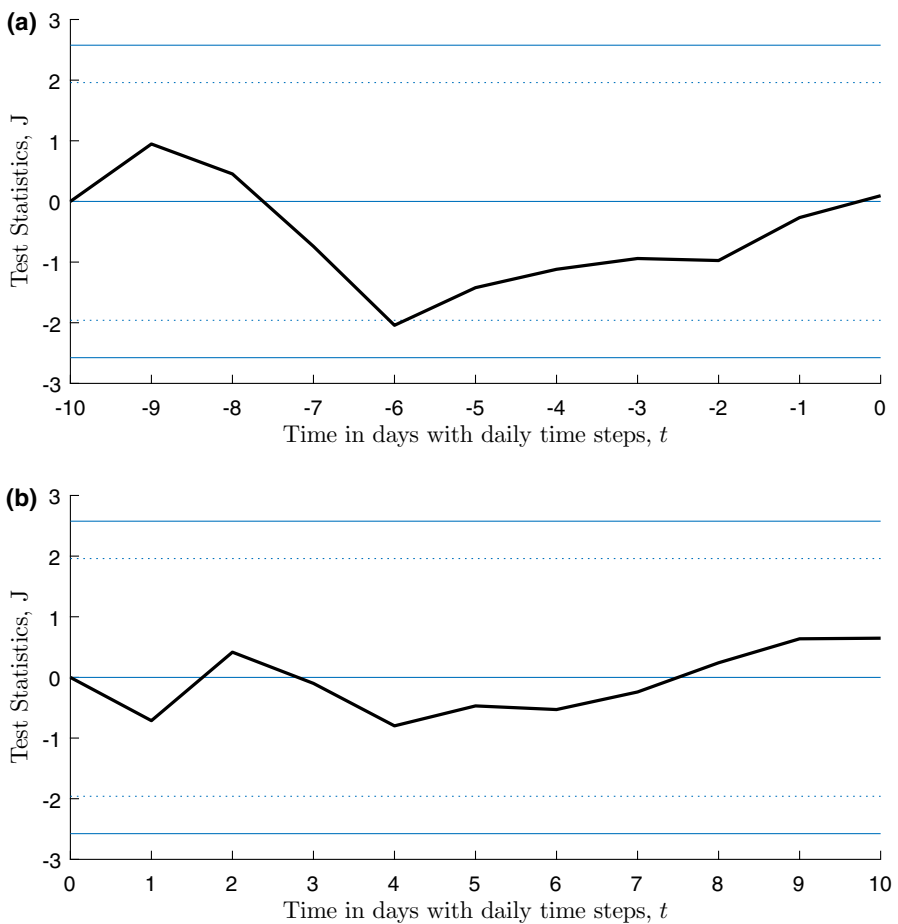 (a)
3
2
1
0
-1
-2
-3
Test Statistics, J
-10 -9 -8 -7 -6 -5 -4 -3 -2 -1 0
Time in days with daily time steps, t
(b)
3
2
1
0
-1
-2
-3
Test Statistics, J
0 1 2 3 4 5 6 7 8 9 10
Time in days with daily time steps, t